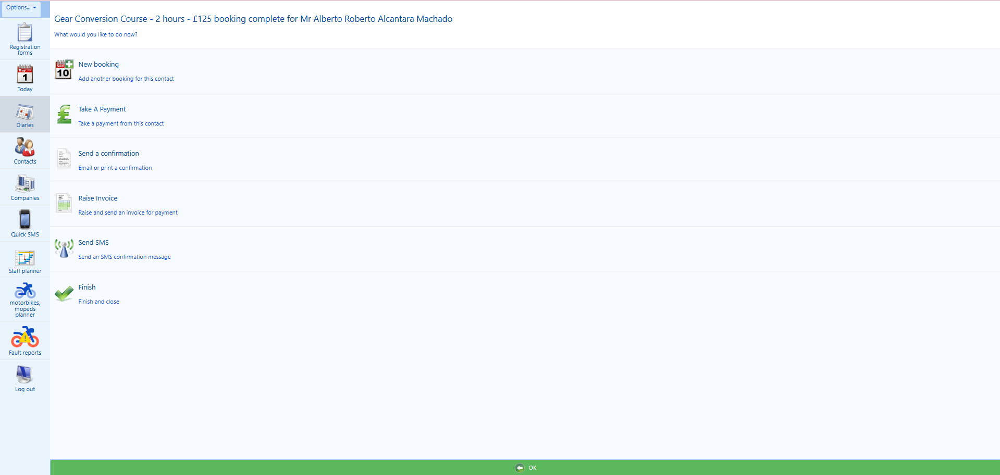 Options...
Registration
forms
Day
1
Today
Diaries
Contacts
Companies
Quick SMS
Staff planner
motorbikes,
mopeds
planner
Fault reports
Log out
Gear Conversion Course - 2 hours - £125 booking complete for Mr Alberto Roberto Alcantara Machado
What would you like to do now?
Nov
10
New booking
Add another booking for this contact
£
Take A Payment
Take a payment from this contact
Send a confirmation
Email or print a confirmation
Raise Invoice
Raise and send an invoice for payment
Send SMS
Send an SMS confirmation message
Finish
Finish and close
OK